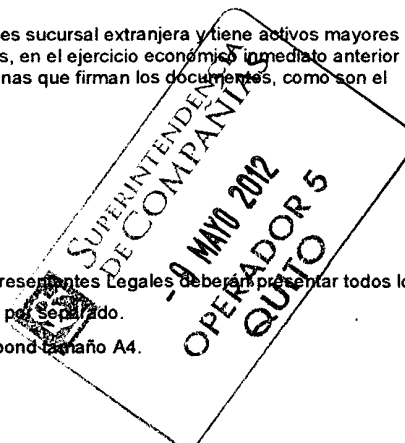 es sucursal extranjera y tiene activos mayores
s, en el ejercicio económico inmediato anterior
nas que firman los documentos, como son el
SUPERINTENDENCIA
DE COMPAÑIAS
- 9 MAYO 2012
OPERADOR 5
QUITO
presentantes Legales deberán presentar todos lo
por separado.
bond tamaño A4.